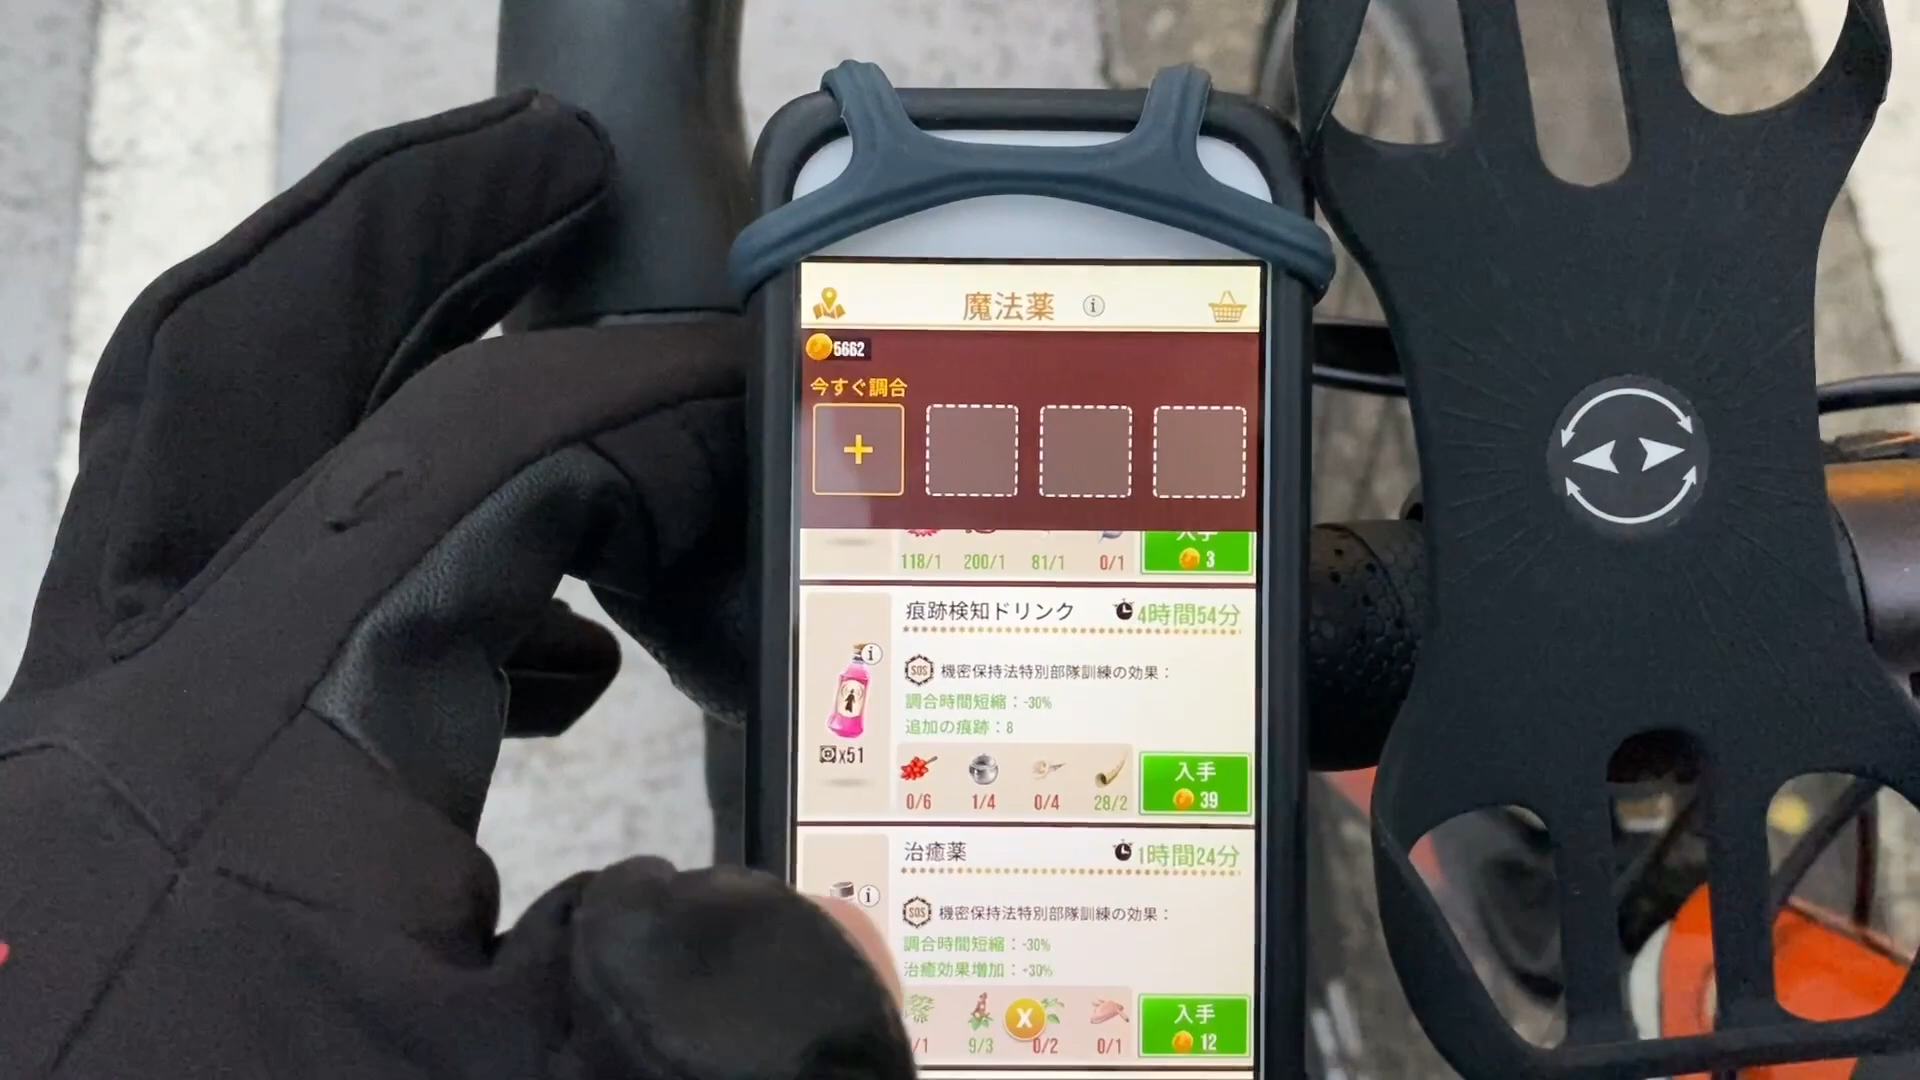 魔法薬 i
5662
今すぐ調合
+
118/1 200/1 81/1 0/1
3
痕跡検知ドリンク 4時間54分
i
SOS 機密保持法特別部隊訓練の効果：
調合時間短縮：-30%
追加の痕跡：8
x51
0/6 1/4 0/4 28/2
入手
39
治癒薬 1時間24分
i
SOS 機密保持法特別部隊訓練の効果：
調合時間短縮：-30%
治癒効果増加：+30%
X
/1 9/3 0/2 0/1
入手
12